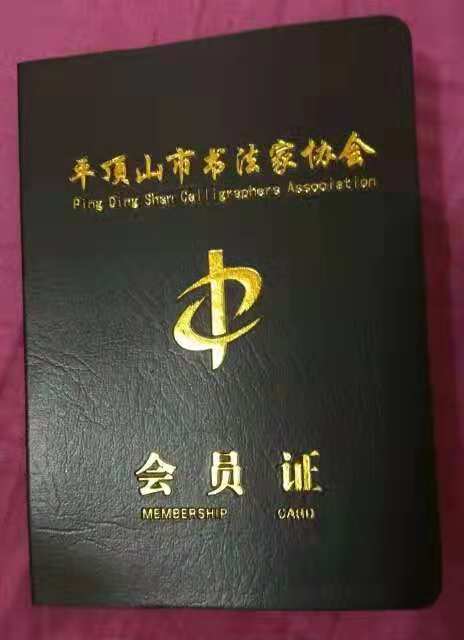 平顶山市书法家协会
Ping Ding Shan Calligraphers Association
会员证
MEMBERSHIP CARD